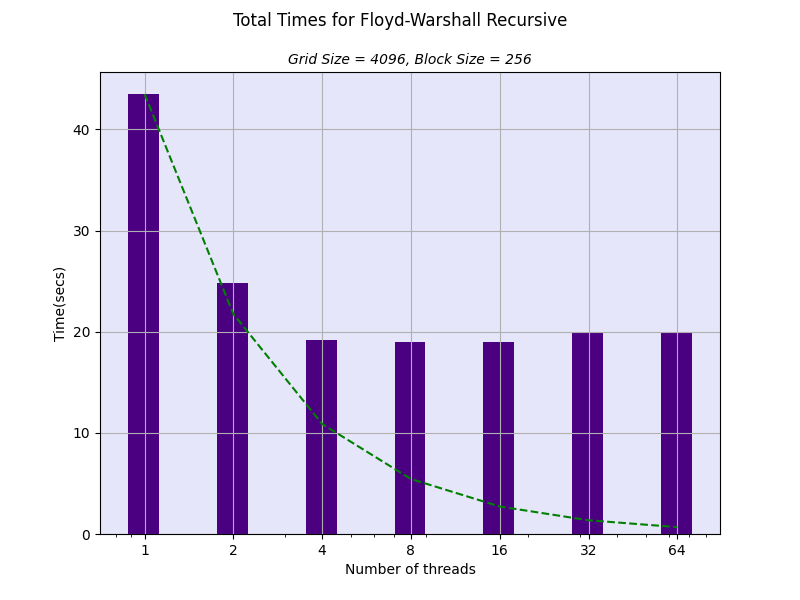 Total Times for Floyd-Warshall Recursive
Grid Size = 4096, Block Size = 256
40
30
20
10
0
Time(secs)
1 2 4 8 16 32 64
Number of threads